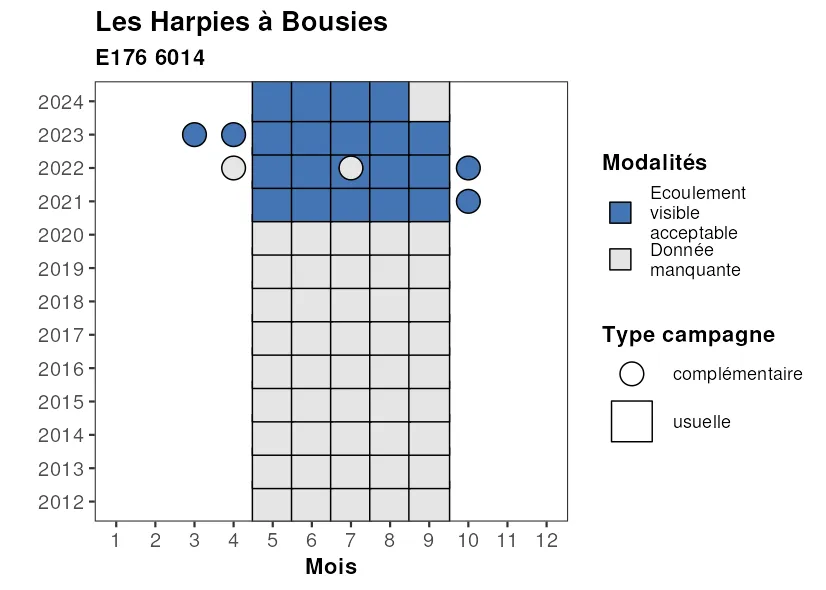 Les Harpies à Bousies
E176 6014
2024
2023
2022
2021
2020
2019
2018
2017
2016
2015
2014
2013
2012
1 2 3 4 5 6 7 8 9 10 11 12
Mois
Modalités
Ecoulement
visible
acceptable
Donnée
manquante
Type campagne
complémentaire
usuelle